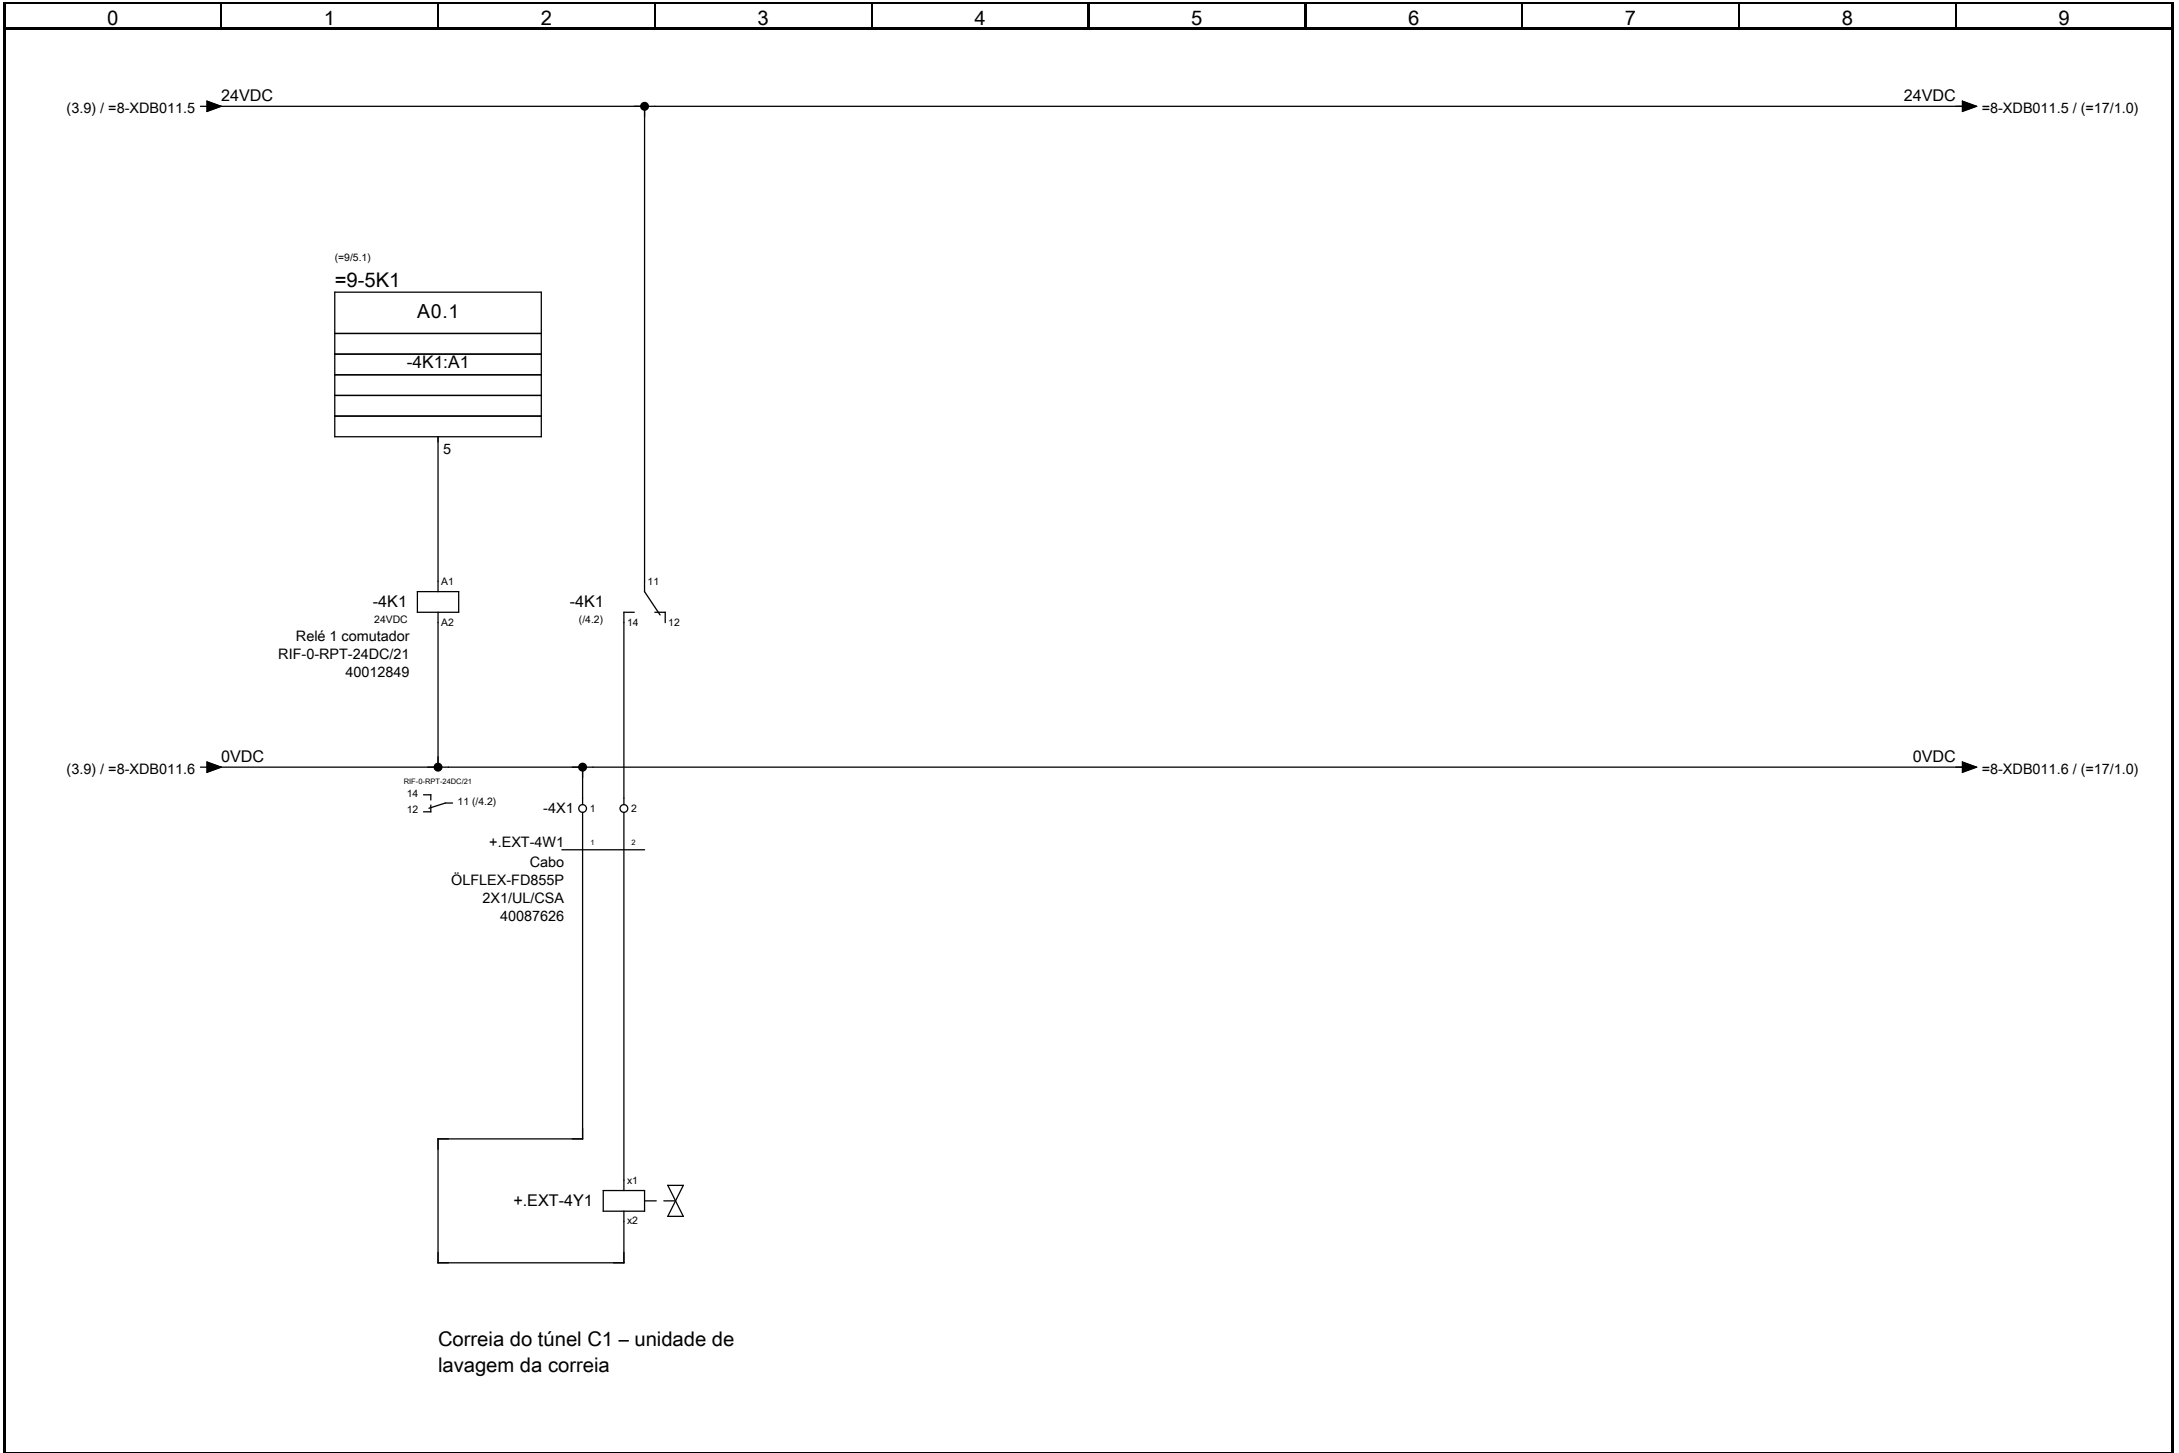 0 1 2 3 4 5 6 7 8 9
24VDC
(3.9) / =8-XDB011.5
24VDC
=8-XDB011.5 / (=17/1.0)
(=9/5.1)
=9-5K1
A0.1
-4K1:A1
5
A1
-4K1
24VDC
A2
Relé 1 comutador
RIF-0-RPT-24DC/21
40012849
11
-4K1
(/4.2)
14
12
0VDC
(3.9) / =8-XDB011.6
0VDC
=8-XDB011.6 / (=17/1.0)
RIF-0-RPT-24DC/21
14
11 (/4.2)
12
-4X1 1 2
+.EXT-4W1 1 2
Cabo
ÖLFLEX-FD855P
2X1/UL/CSA
40087626
x1
+.EXT-4Y1
x2
Correia do túnel C1 – unidade de
lavagem da correia